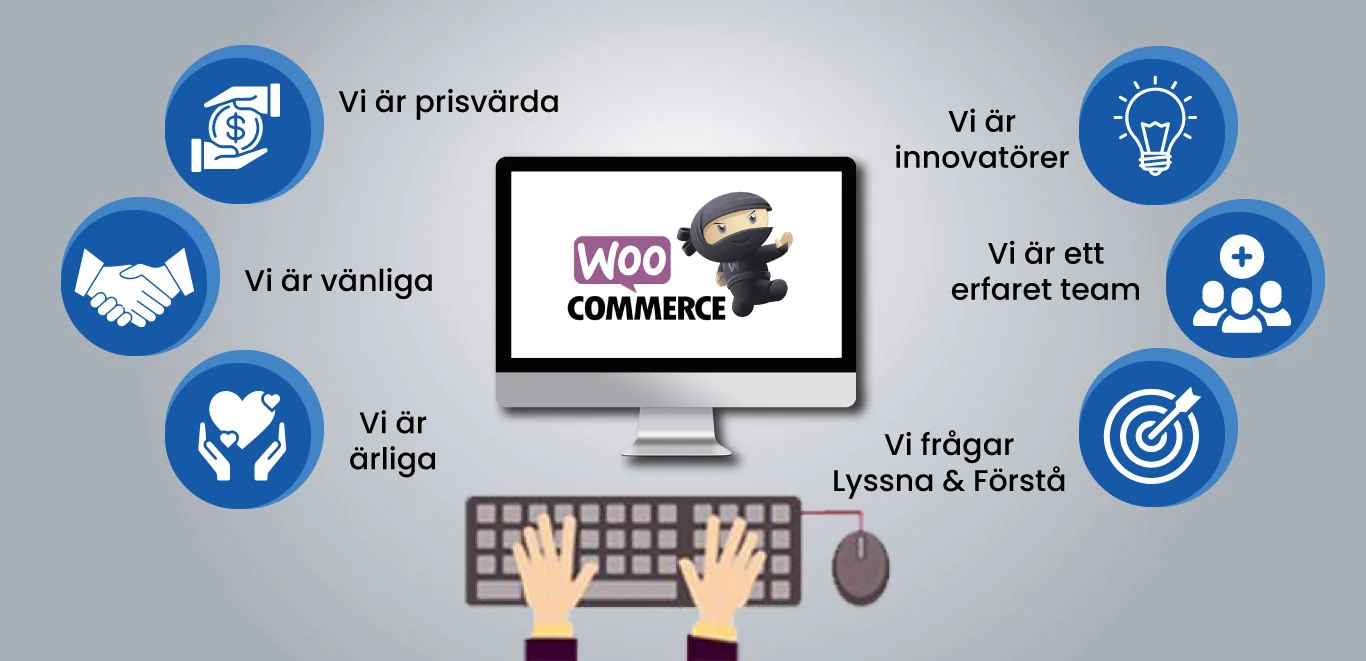 Vi är prisvärda
Vi är vänliga
Vi är
ärliga
$
WOO
COMMERCE
W
Vi är
innovatörer
Vi är ett
erfaret team
Vi frågar
Lyssna & Förstå